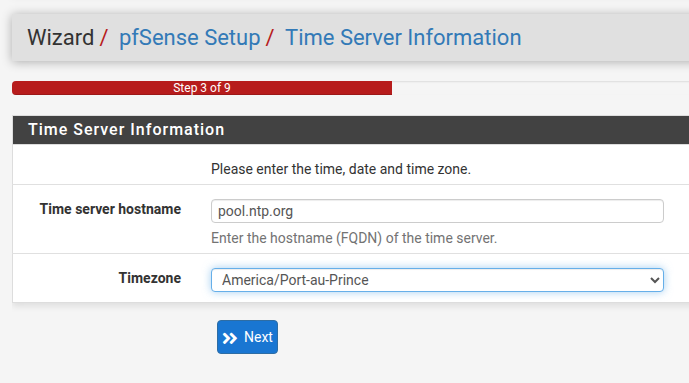 Wizard / pfSense Setup / Time Server Information
Step 3 of 9
Time Server Information
Please enter the time, date and time zone.
Time server hostname pool.ntp.org
Enter the hostname (FQDN) of the time server.
Timezone America/Port-au-Prince
Next